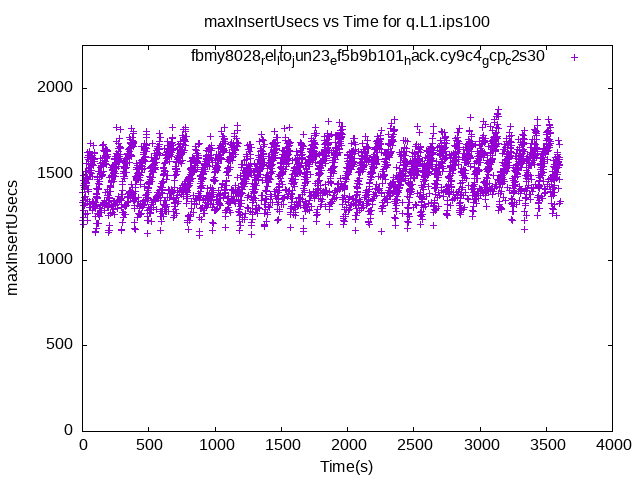 maxInsertUsecs vs Time for q.L1.ips100
fbmy8028relitojun23ef5b9b101hack.cy9c4gcpc2s30
2000
1500
1000
500
0
maxInsertUsecs
0 500 1000 1500 2000 2500 3000 3500 4000
Time(s)